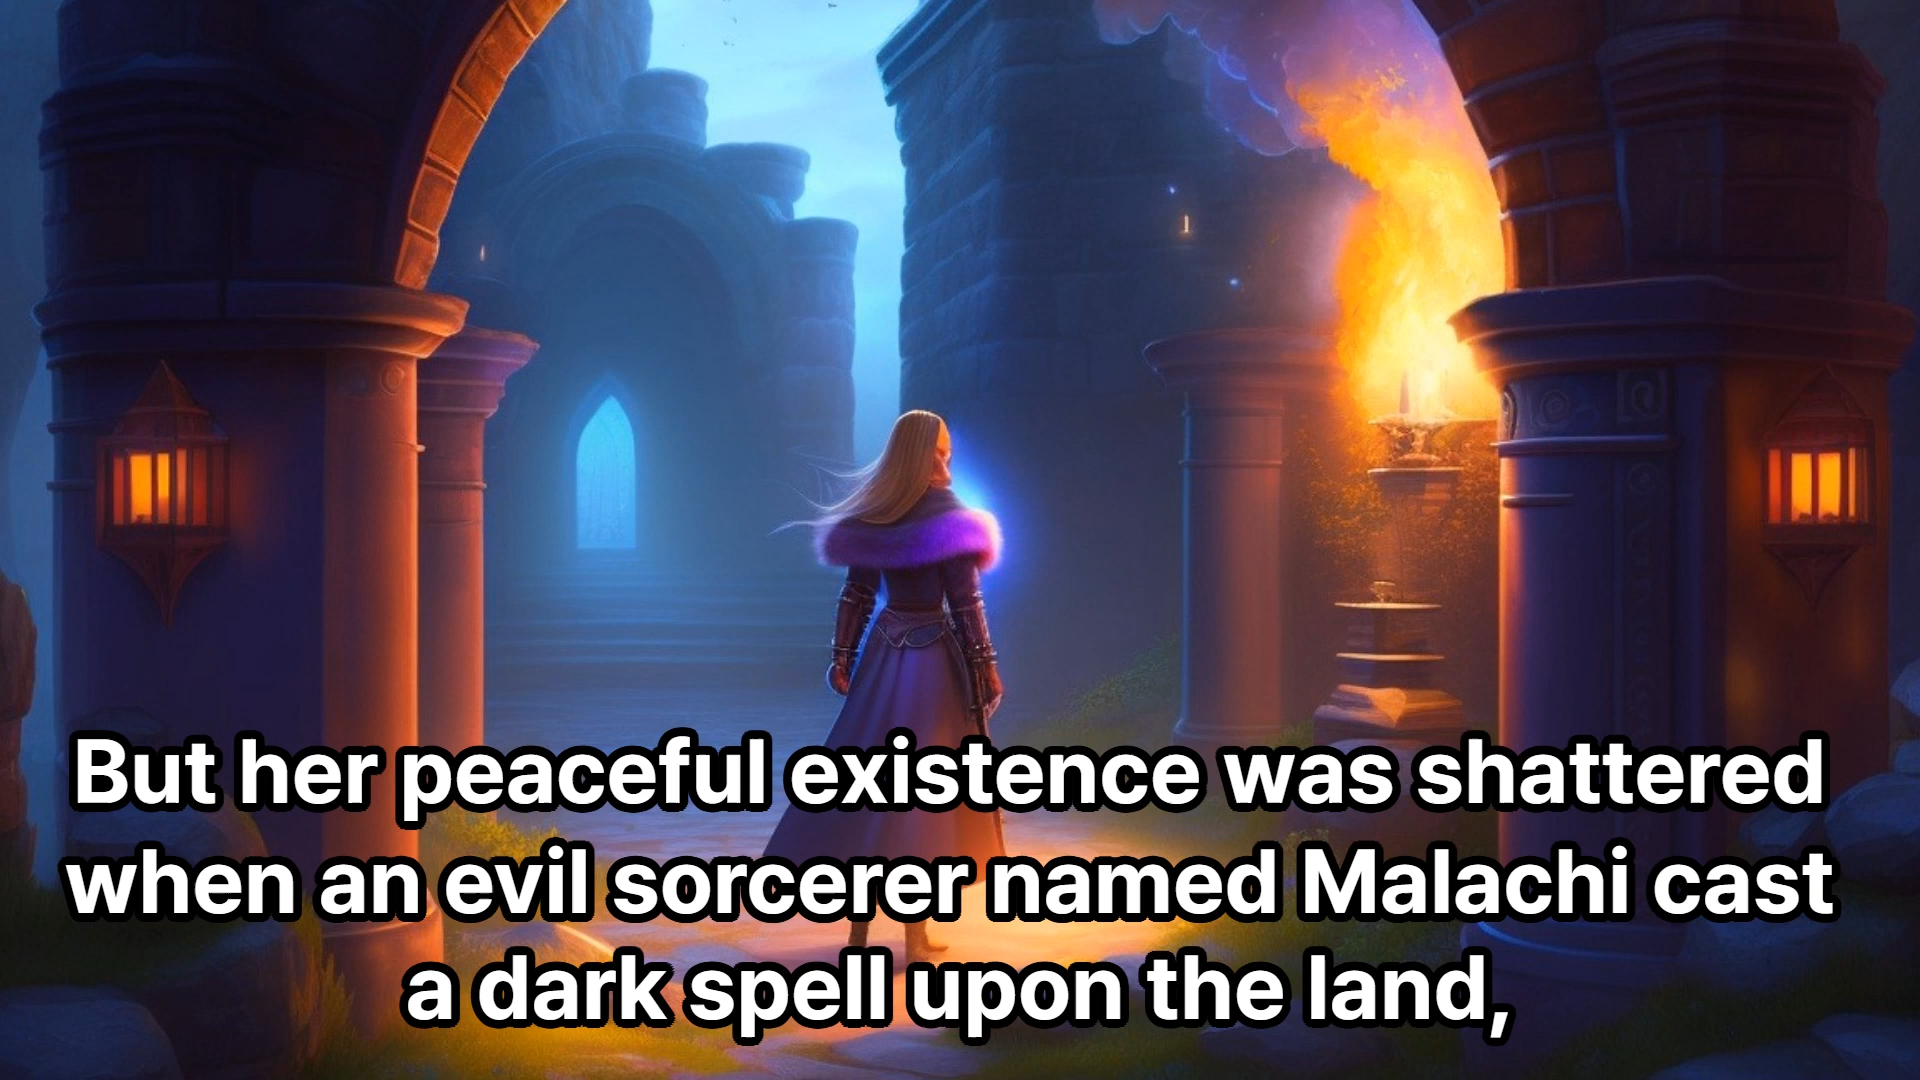 But her peaceful existence was shattered
when an evil sorcerer named Malachi cast
a dark spell upon the land,